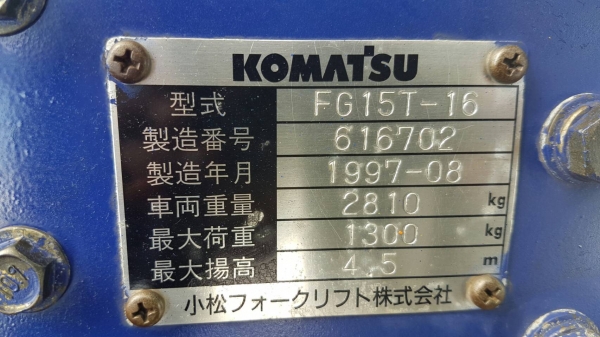 KOMATSU
型式 FG15T-16
製造番号 616702
製造年月 1997-08
車両重量 2810 kg
最大荷重 1300 kg
最大揚高 4.5 m
小松フォークリフト株式会社
109